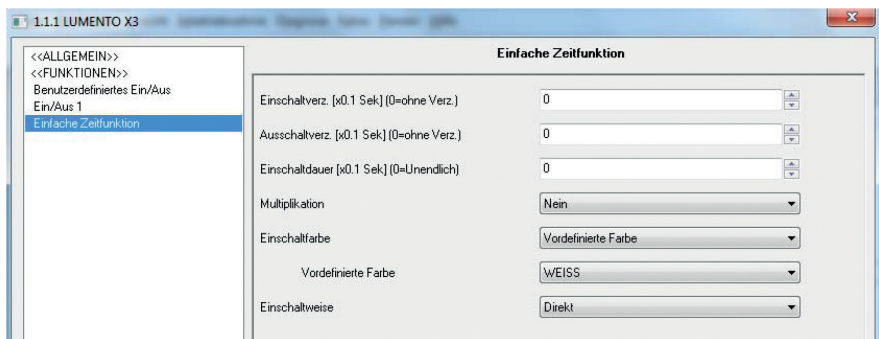 1.1.1 LUMENTO X3
<<ALLGEMEIN>>
<<FUNKTIONEN>>
Benutzerdefiniertes Ein/Aus
Ein/Aus 1
Einfache Zeitfunktion
Einfache Zeitfunktion
Einschaltverz. [x0.1 Sek] (0=ohne Verz.) 0
Ausschaltverz. [x0.1 Sek] (0=ohne Verz.) 0
Einschaltdauer [x0.1 Sek] (0=Unendlich) 0
Multiplikation Nein
Einschaltfarbe Vordefinierte Farbe
Vordefinierte Farbe WEISS
Einschaltweise Direkt